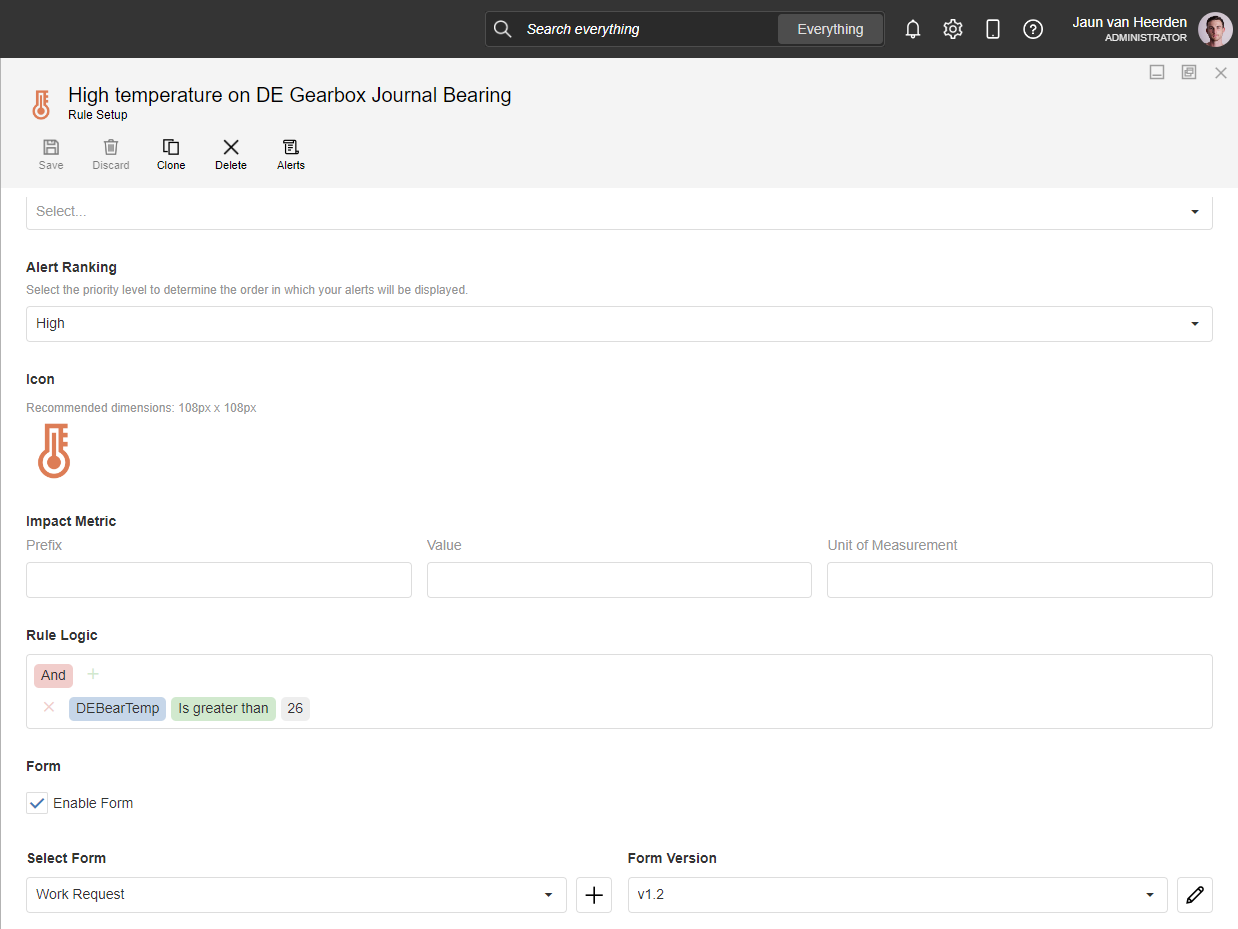 Search everything
Everything
Jaun van Heerden
ADMINISTRATOR
High temperature on DE Gearbox Journal Bearing
Rule Setup
Save Discard Clone Delete Alerts
Select...
Alert Ranking
Select the priority level to determine the order in which your alerts will be displayed.
High
Icon
Recommended dimensions: 108px x 108px
Impact Metric
Prefix Value Unit of Measurement
Rule Logic
And
DEBearTemp Is greater than 26
Form
Enable Form
Select Form Form Version
Work Request v1.2